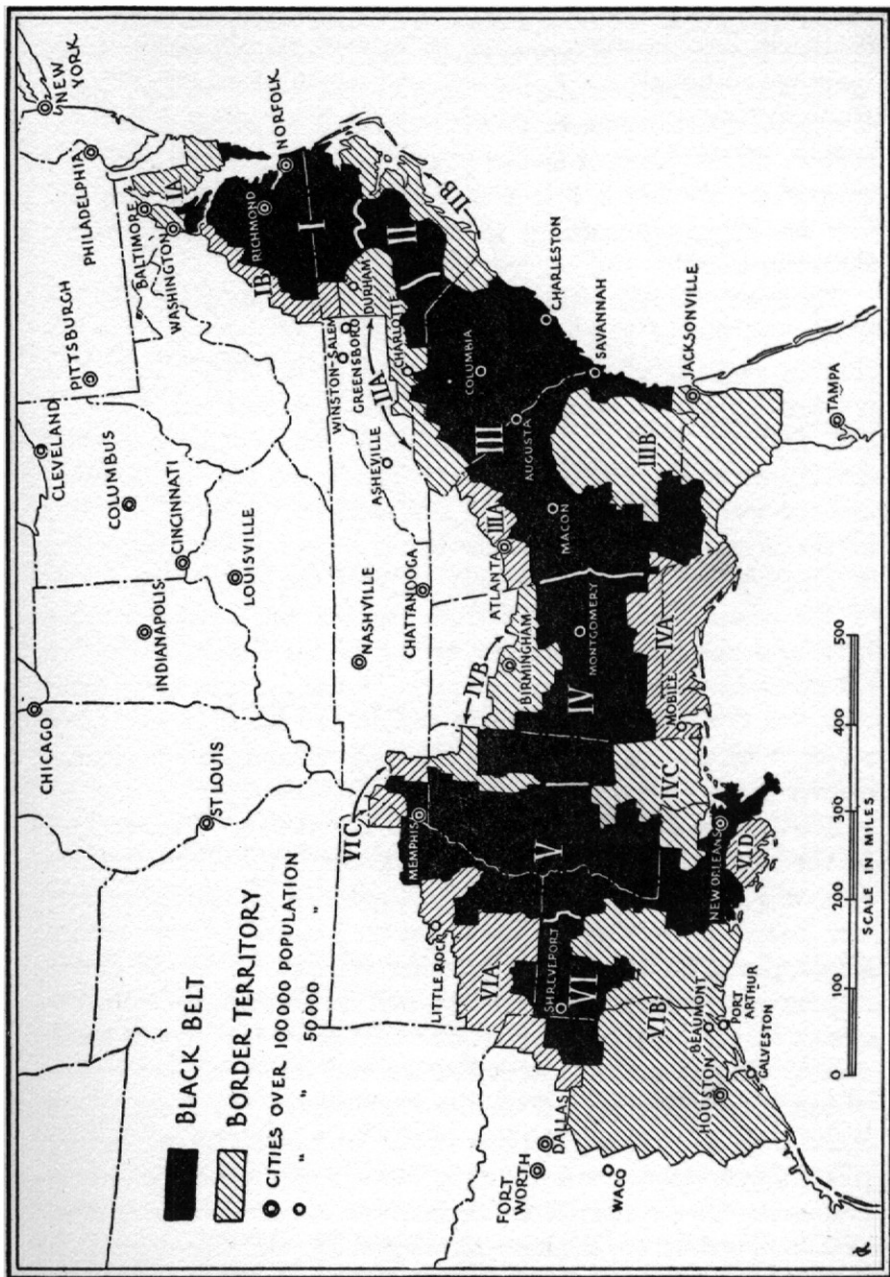 BLACK BELT
BORDER TERRITORY
CITIES OVER 100 000 POPULATION
" " 50 000 "
CHICAGO
CLEVELAND
PITTSBURGH
PHILADELPHIA
NEW YORK
INDIANAPOLIS
COLUMBUS
CINCINNATI
BALTIMORE
WASHINGTON
ST LOUIS
LOUISVILLE
IA
IB
RICHMOND
NORFOLK
I
NASHVILLE
CHATTANOOGA
ASHEVILLE
WINSTON-SALEM
GREENSBORO
DURHAM
IIA
CHARLOTTE
II
IIB
VIC
MEMPHIS
LITTLE ROCK
VIA
IVB
BIRMINGHAM
ATLANTA
IIIA
III
COLUMBIA
AUGUSTA
CHARLESTON
SAVANNAH
FORT WORTH
DALLAS
WACO
SHREVEPORT
VI
V
IV
MONTGOMERY
MACON
IIIB
JACKSONVILLE
TAMPA
VIB
IVC
MOBILE
IVA
HOUSTON
BEAUMONT
PORT ARTHUR
GALVESTON
NEW ORLEANS
VID
0 100 200 300 400 500
SCALE IN MILES